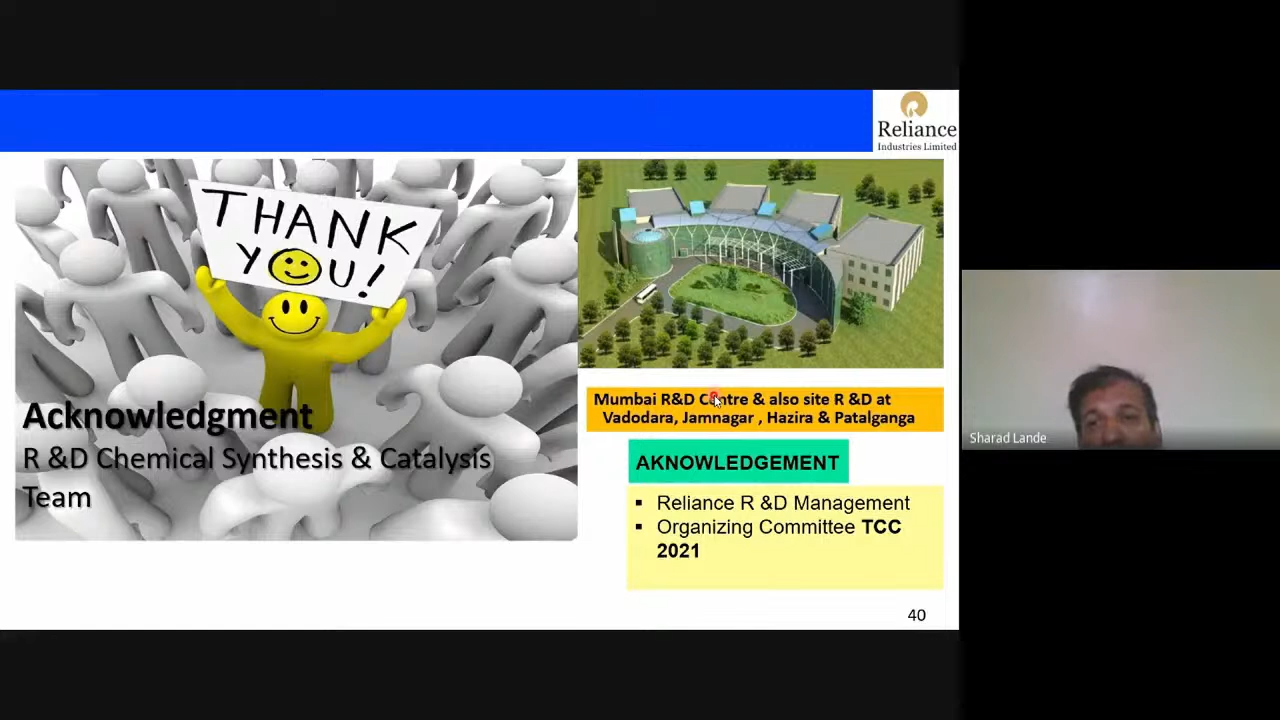 Reliance
Industries Limited
THANK
YOU!
Acknowledgment
R &D Chemical Synthesis & Catalysis
Team
Mumbai R&D Centre & also site R &D at
Vadodara, Jamnagar , Hazira & Patalganga
AKNOWLEDGEMENT
▪ Reliance R &D Management
▪ Organizing Committee TCC
2021
40
Sharad Lande